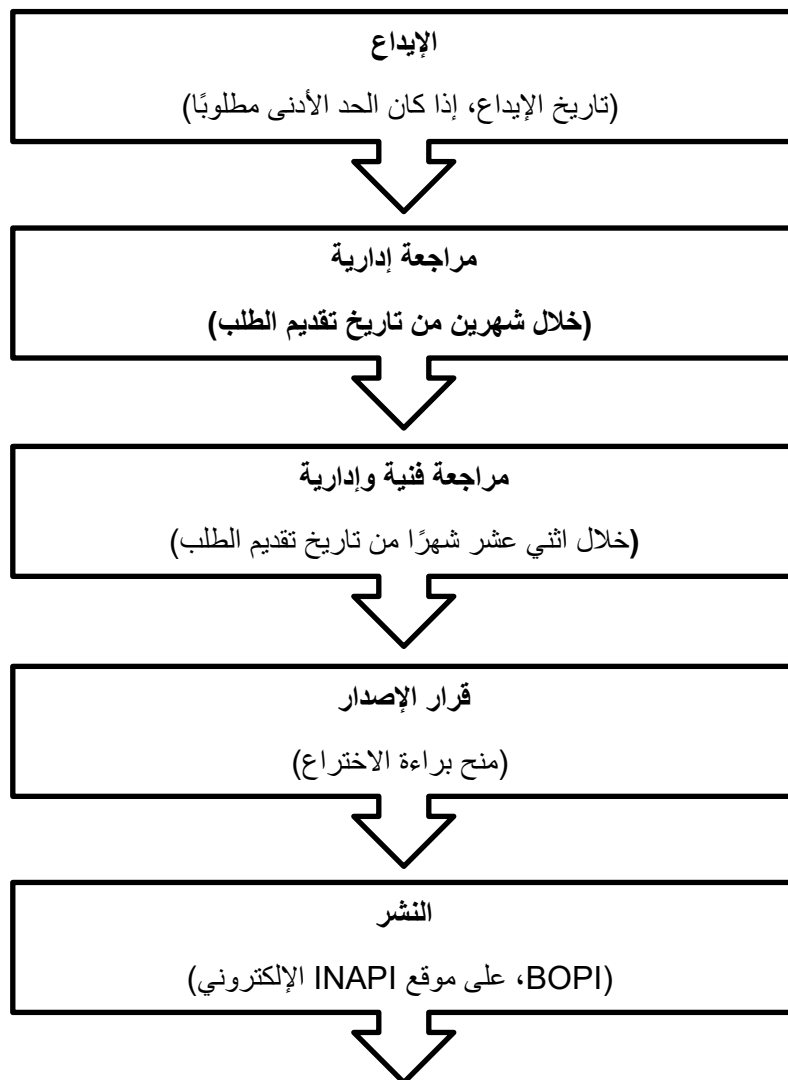 الإيداع
(تاريخ الإيداع، إذا كان الحد الأدنى مطلوبًا)
مراجعة إدارية
(خلال شهرين من تاريخ تقديم الطلب)
مراجعة فنية وإدارية
(خلال اثني عشر شهرًا من تاريخ تقديم الطلب)
قرار الإصدار
(منح براءة الاختراع)
النشر
(BOPI، على موقع INAPI الإلكتروني)